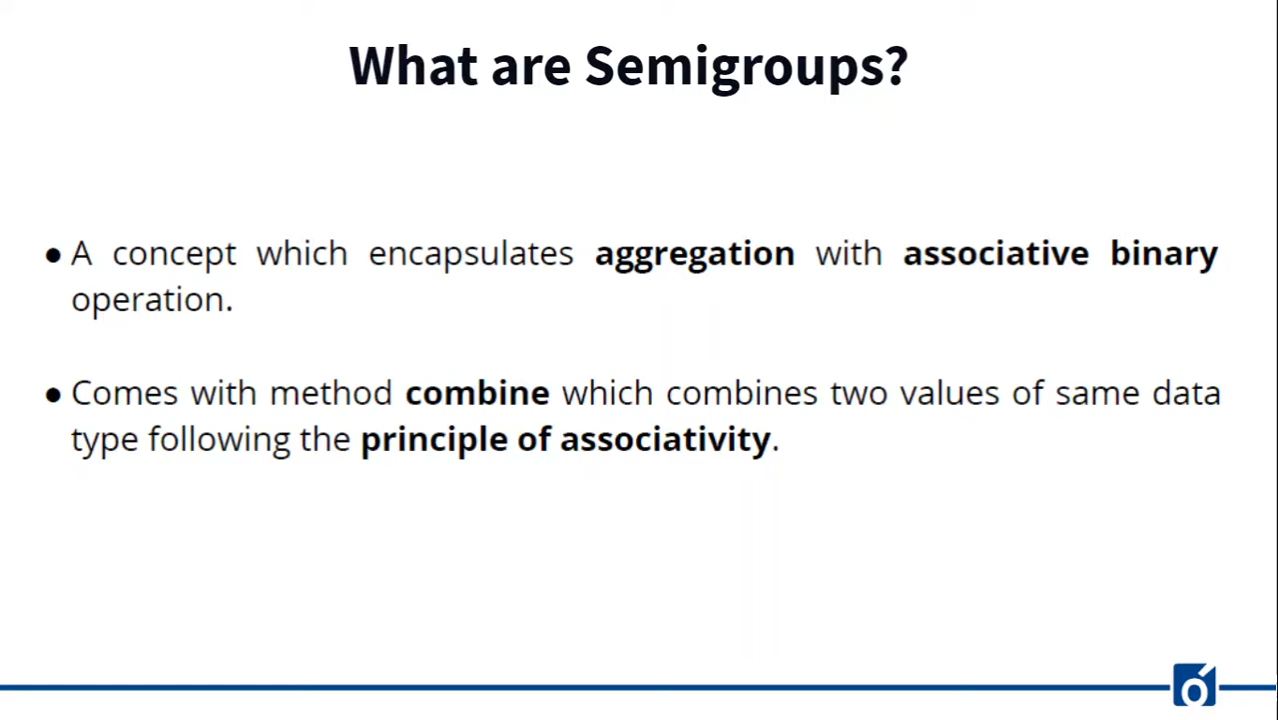 What are Semigroups?
● A concept which encapsulates aggregation with associative binary
operation.
● Comes with method combine which combines two values of same data
type following the principle of associativity.